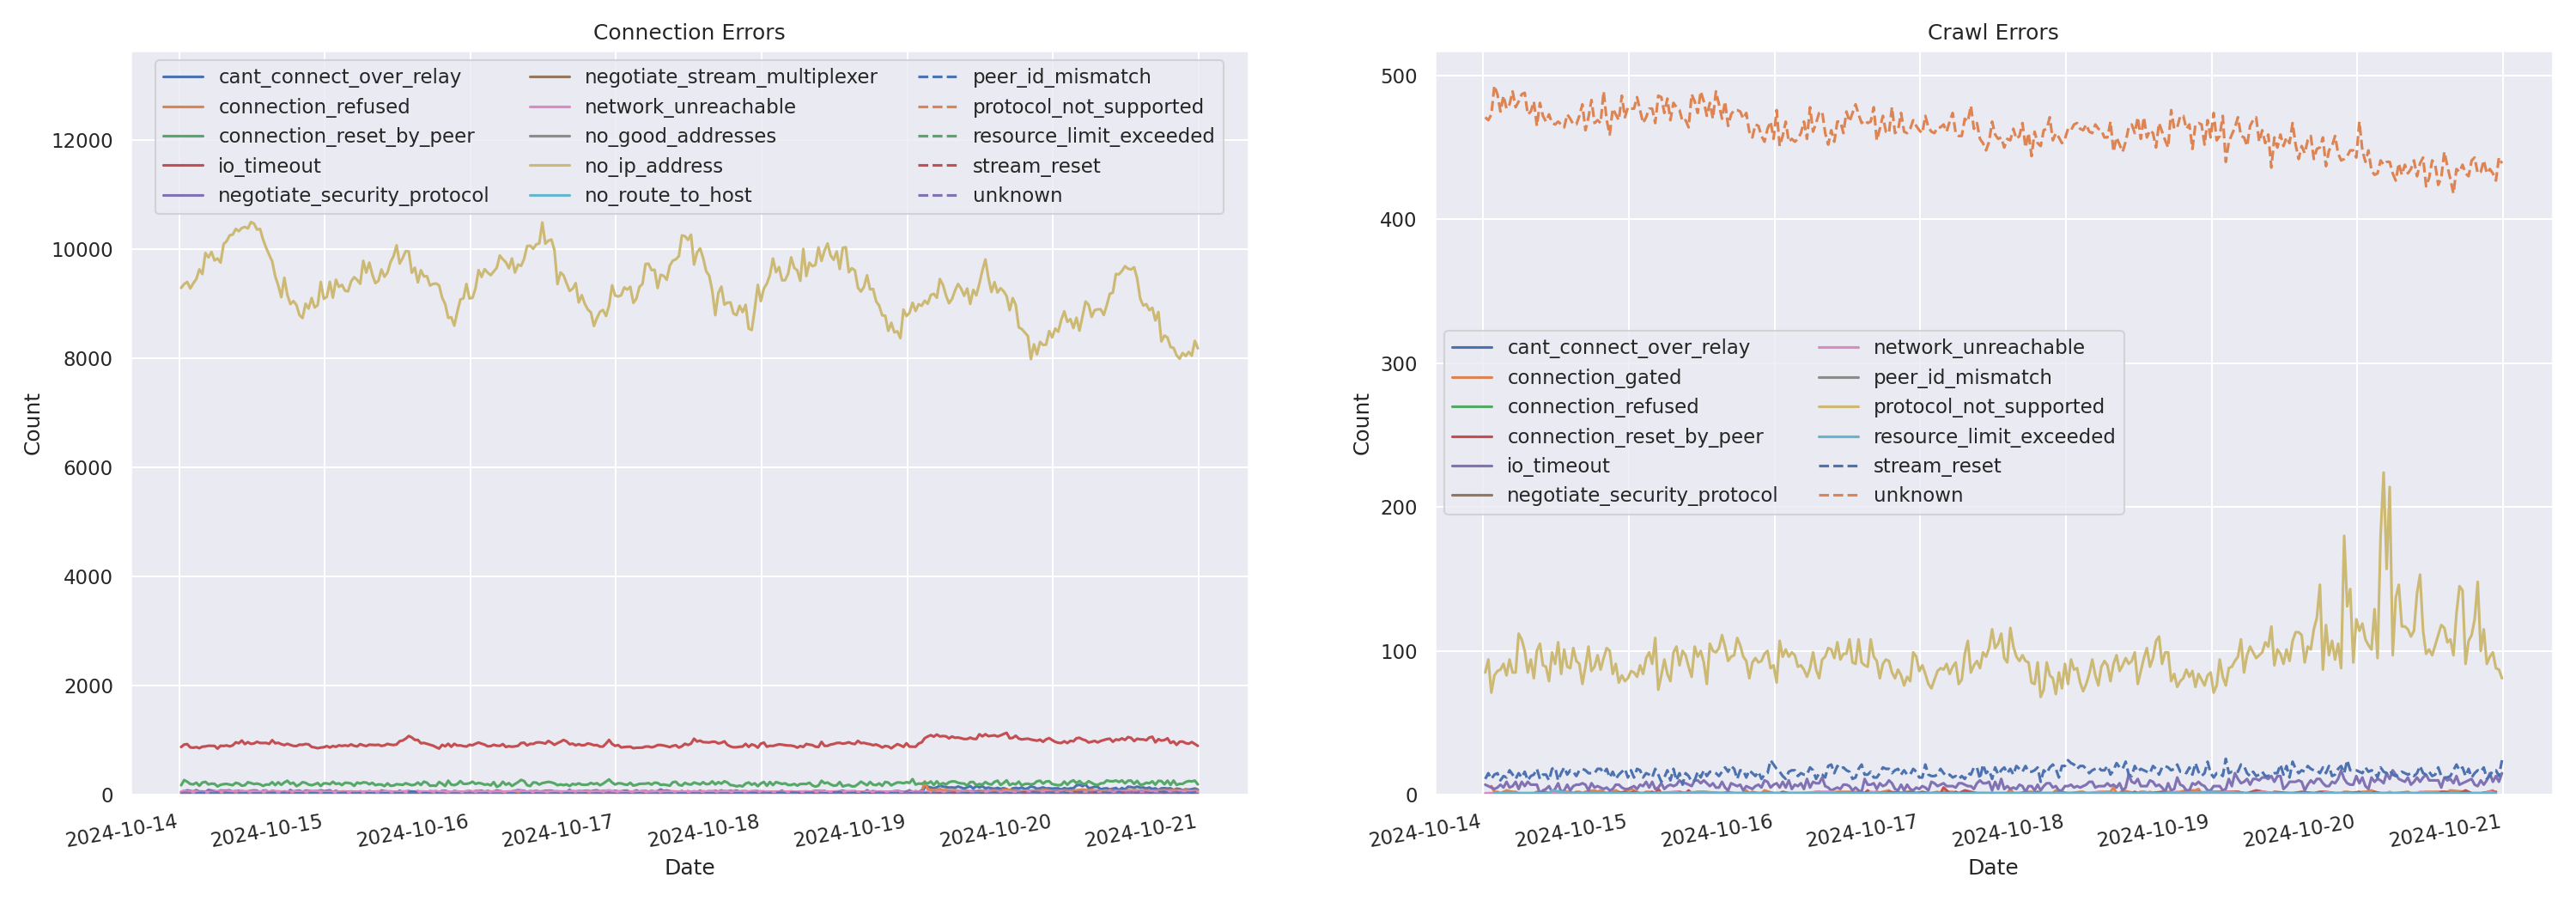 Connection Errors
cant_connect_over_relay
connection_refused
connection_reset_by_peer
io_timeout
negotiate_security_protocol
negotiate_stream_multiplexer
network_unreachable
no_good_addresses
no_ip_address
no_route_to_host
peer_id_mismatch
protocol_not_supported
resource_limit_exceeded
stream_reset
unknown
12000
10000
8000
6000
4000
2000
0
Count
2024-10-14
2024-10-15
2024-10-16
2024-10-17
2024-10-18
2024-10-19
2024-10-20
2024-10-21
Date
Crawl Errors
500
400
300
200
100
0
Count
cant_connect_over_relay
connection_gated
connection_refused
connection_reset_by_peer
io_timeout
negotiate_security_protocol
network_unreachable
peer_id_mismatch
protocol_not_supported
resource_limit_exceeded
stream_reset
unknown
2024-10-14
2024-10-15
2024-10-16
2024-10-17
2024-10-18
2024-10-19
2024-10-20
2024-10-21
Date